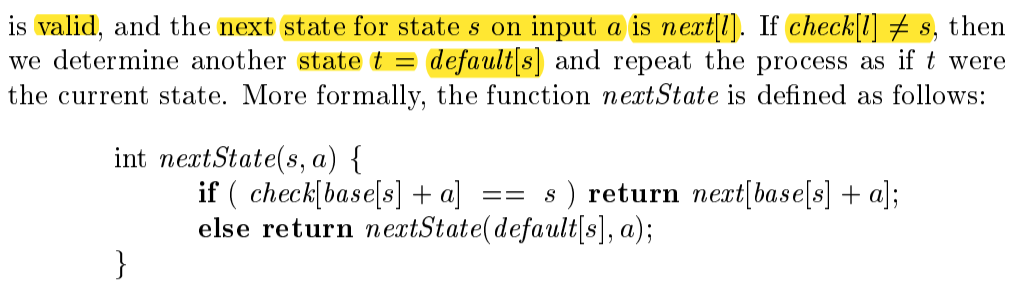 is valid, and the next state for state s on input a is next[l]. If check[l] ≠ s, then
we determine another state t = default[s] and repeat the process as if t were
the current state. More formally, the function nextState is defined as follows:
int nextState(s, a) {
if ( check[base[s] + a] == s ) return next[base[s] + a];
else return nextState(default[s], a);
}